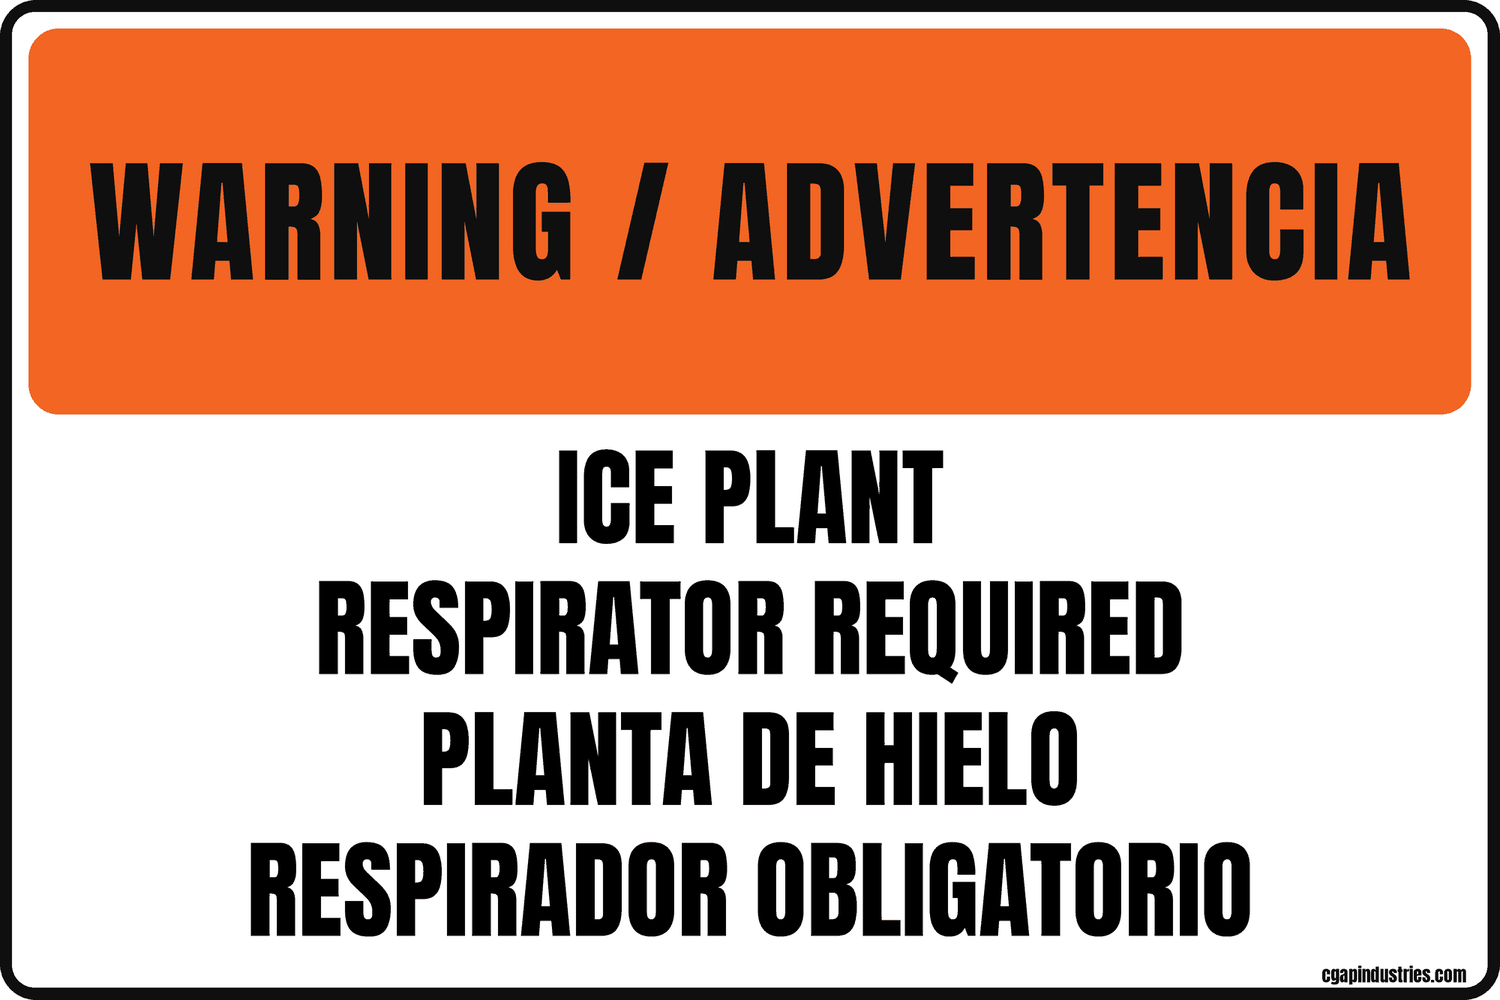 WARNING / ADVERTENCIA
ICE PLANT
RESPIRATOR REQUIRED
PLANTA DE HIELO
RESPIRADOR OBLIGATORIO
cgapindustries.com